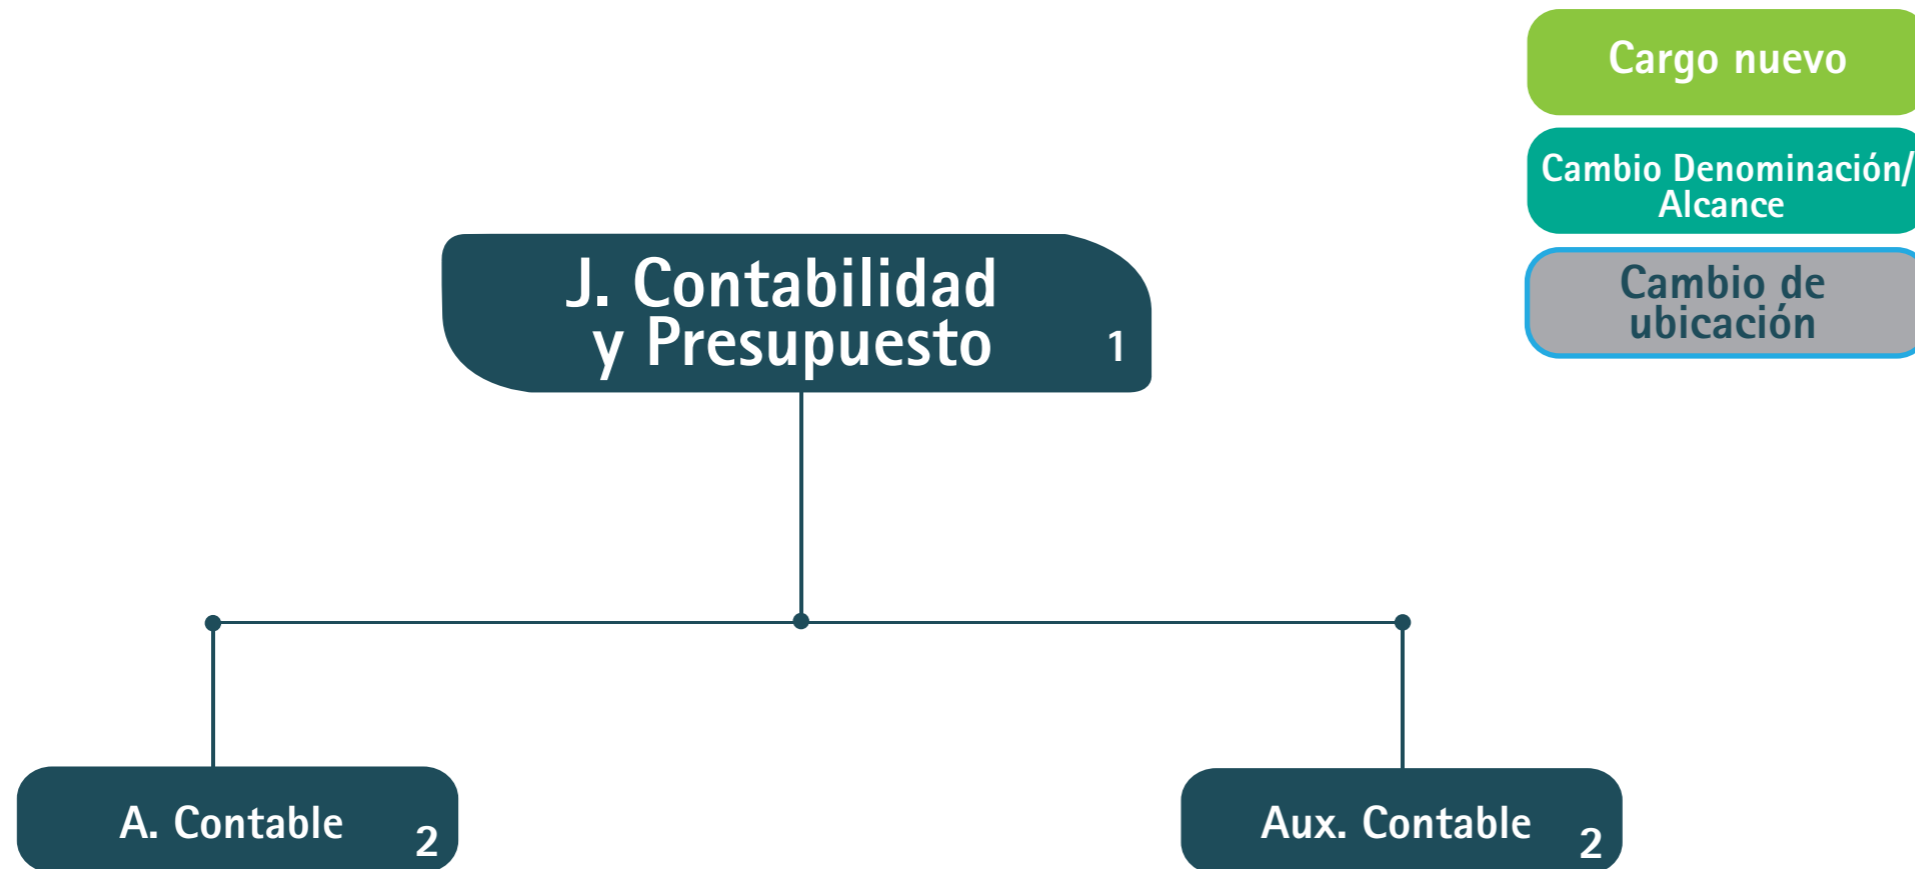 Cargo nuevo
Cambio Denominación/
Alcance
Cambio de
ubicación
J. Contabilidad
y Presupuesto 1
A. Contable 2
Aux. Contable 2